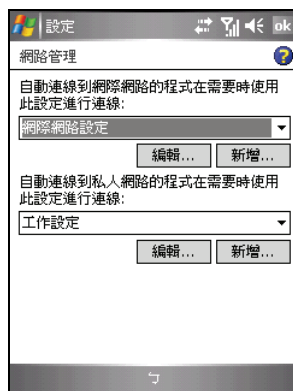 設定
ok
網路管理
自動連線到網際網路的程式在需要時使用
此設定進行連線:
網際網路設定
編輯... 新增...
自動連線到私人網路的程式在需要時使用
此設定進行連線:
工作設定
編輯... 新增...